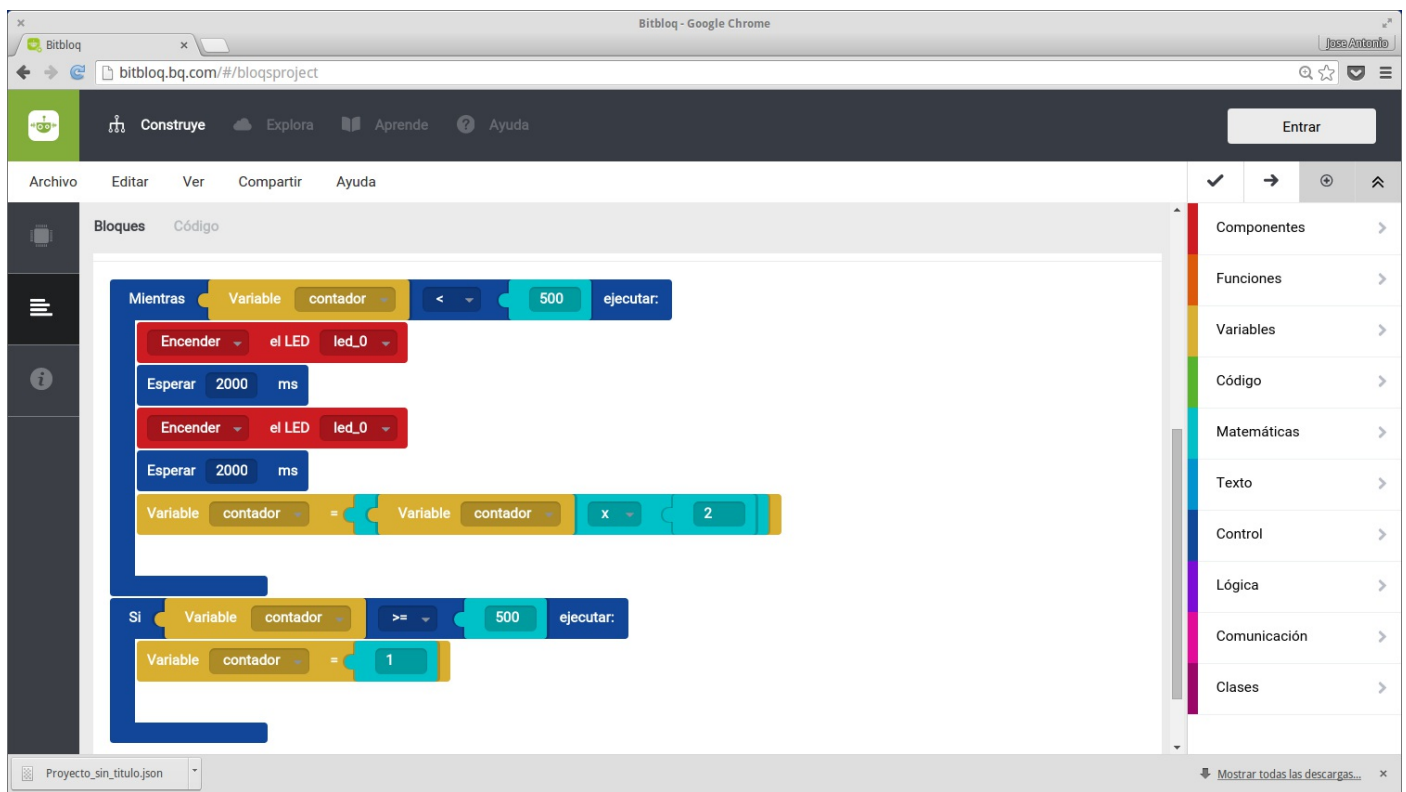 Bitbloq - Google Chrome
Bitbloq
Jose Antonio
bitbloq.bq.com/#/bloqsproject
Construye Explora Aprende Ayuda
Entrar
Archivo Editar Ver Compartir Ayuda
Bloques Código
Mientras Variable contador < 500 ejecutar:
Encender el LED led_0
Esperar 2000 ms
Encender el LED led_0
Esperar 2000 ms
Variable contador = Variable contador x 2
Si Variable contador >= 500 ejecutar:
Variable contador = 1
Componentes
Funciones
Variables
Código
Matemáticas
Texto
Control
Lógica
Comunicación
Clases
Proyecto_sin_titulo.json
Mostrar todas las descargas...